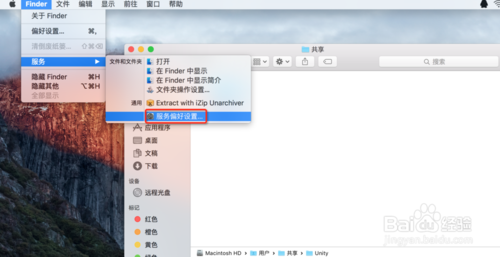 Finder 文件 编辑 显示 前往 窗口 帮助
关于 Finder
偏好设置... ⌘,
清倒废纸篓...
服务
隐藏 Finder ⌘H
隐藏其他 ⌥⌘H
全部显示
文件和文件夹 打开
在 Finder 中显示
在 Finder 中显示简介
文件夹操作设置...
通用 Extract with iZip Unarchiver
服务偏好设置...
共享
搜索
应用程序
桌面
文稿
下载
设备
远程光盘
标记
红色
橙色
黄色
Macintosh HD 用户 共享 Unity
Baidu 经验
jingyan.baidu.com